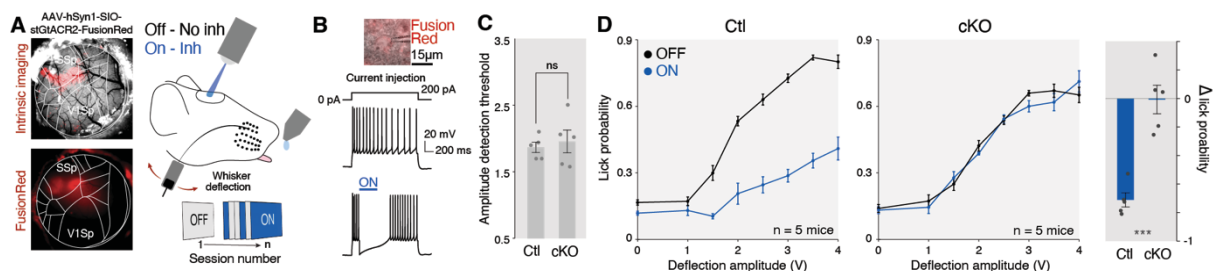 A
AAV-hSyn1-SIO-
stGtACR2-FusionRed
Intrinsic imaging
SSp
V1Sp
FusionRed
SSp
V1Sp
Off - No inh
On - Inh
Whisker
deflection
OFF
ON
1
n
Session number
B
Fusion
Red
15µm
Current injection
200 pA
0 pA
20 mV
200 ms
ON
C
Amplitude detection threshold
3.5
2.5
1.5
0.5
ns
Ctl
cKO
D
Ctl
OFF
ON
Lick probability
0.9
0.6
0.3
0
n = 5 mice
0
1
2
3
4
Deflection amplitude (V)
cKO
0.9
0.6
0.3
0
n = 5 mice
0
1
2
3
4
Deflection amplitude (V)
0
-1
Δ lick probability
***
Ctl
cKO